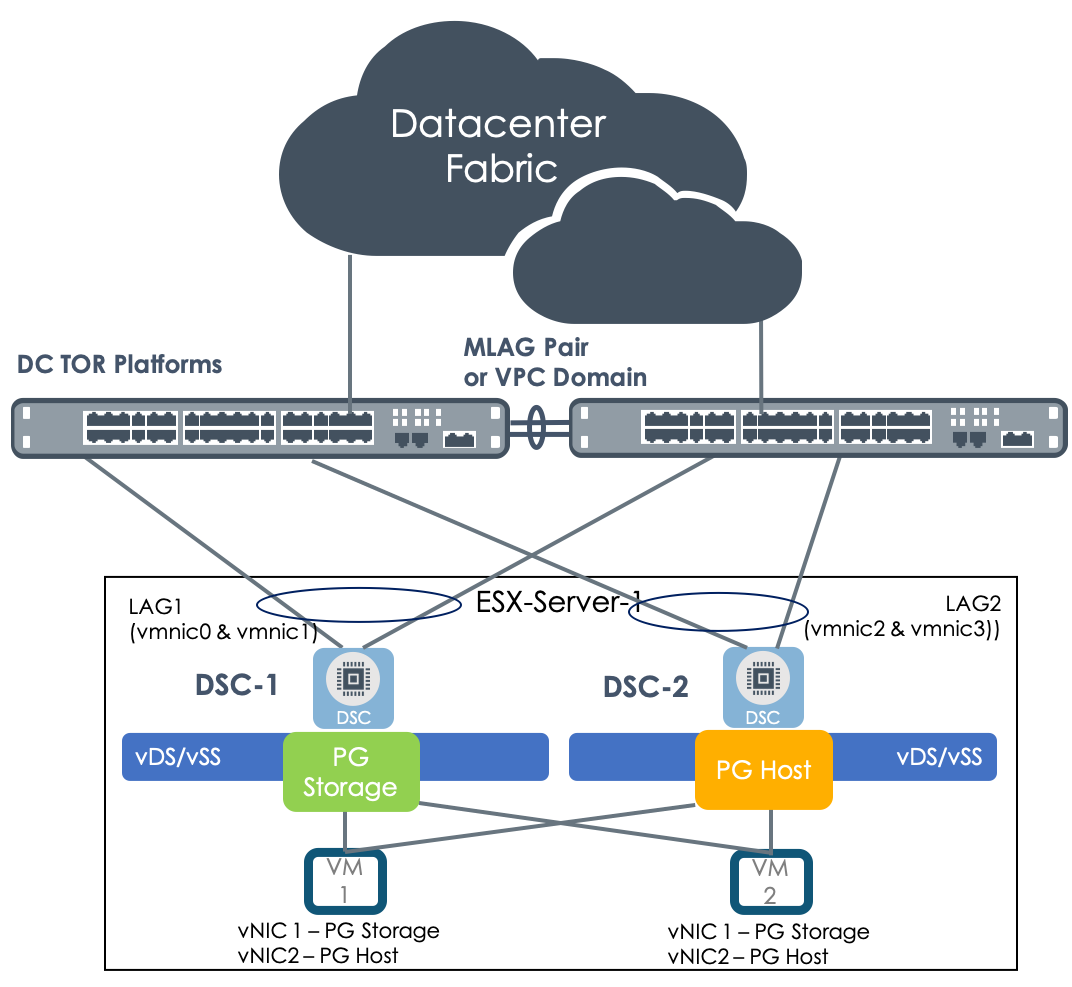 Datacenter
Fabric
DC TOR Platforms
MLAG Pair
or VPC Domain
ESX-Server-1
LAG1
(vmnic0 & vmnic1)
LAG2
(vmnic2 & vmnic3))
DSC-1
DSC
DSC-2
DSC
vDS/vSS
PG
Storage
PG Host
vDS/vSS
VM
1
VM
2
vNIC 1 – PG Storage
vNIC2 – PG Host
vNIC 1 – PG Storage
vNIC2 – PG Host